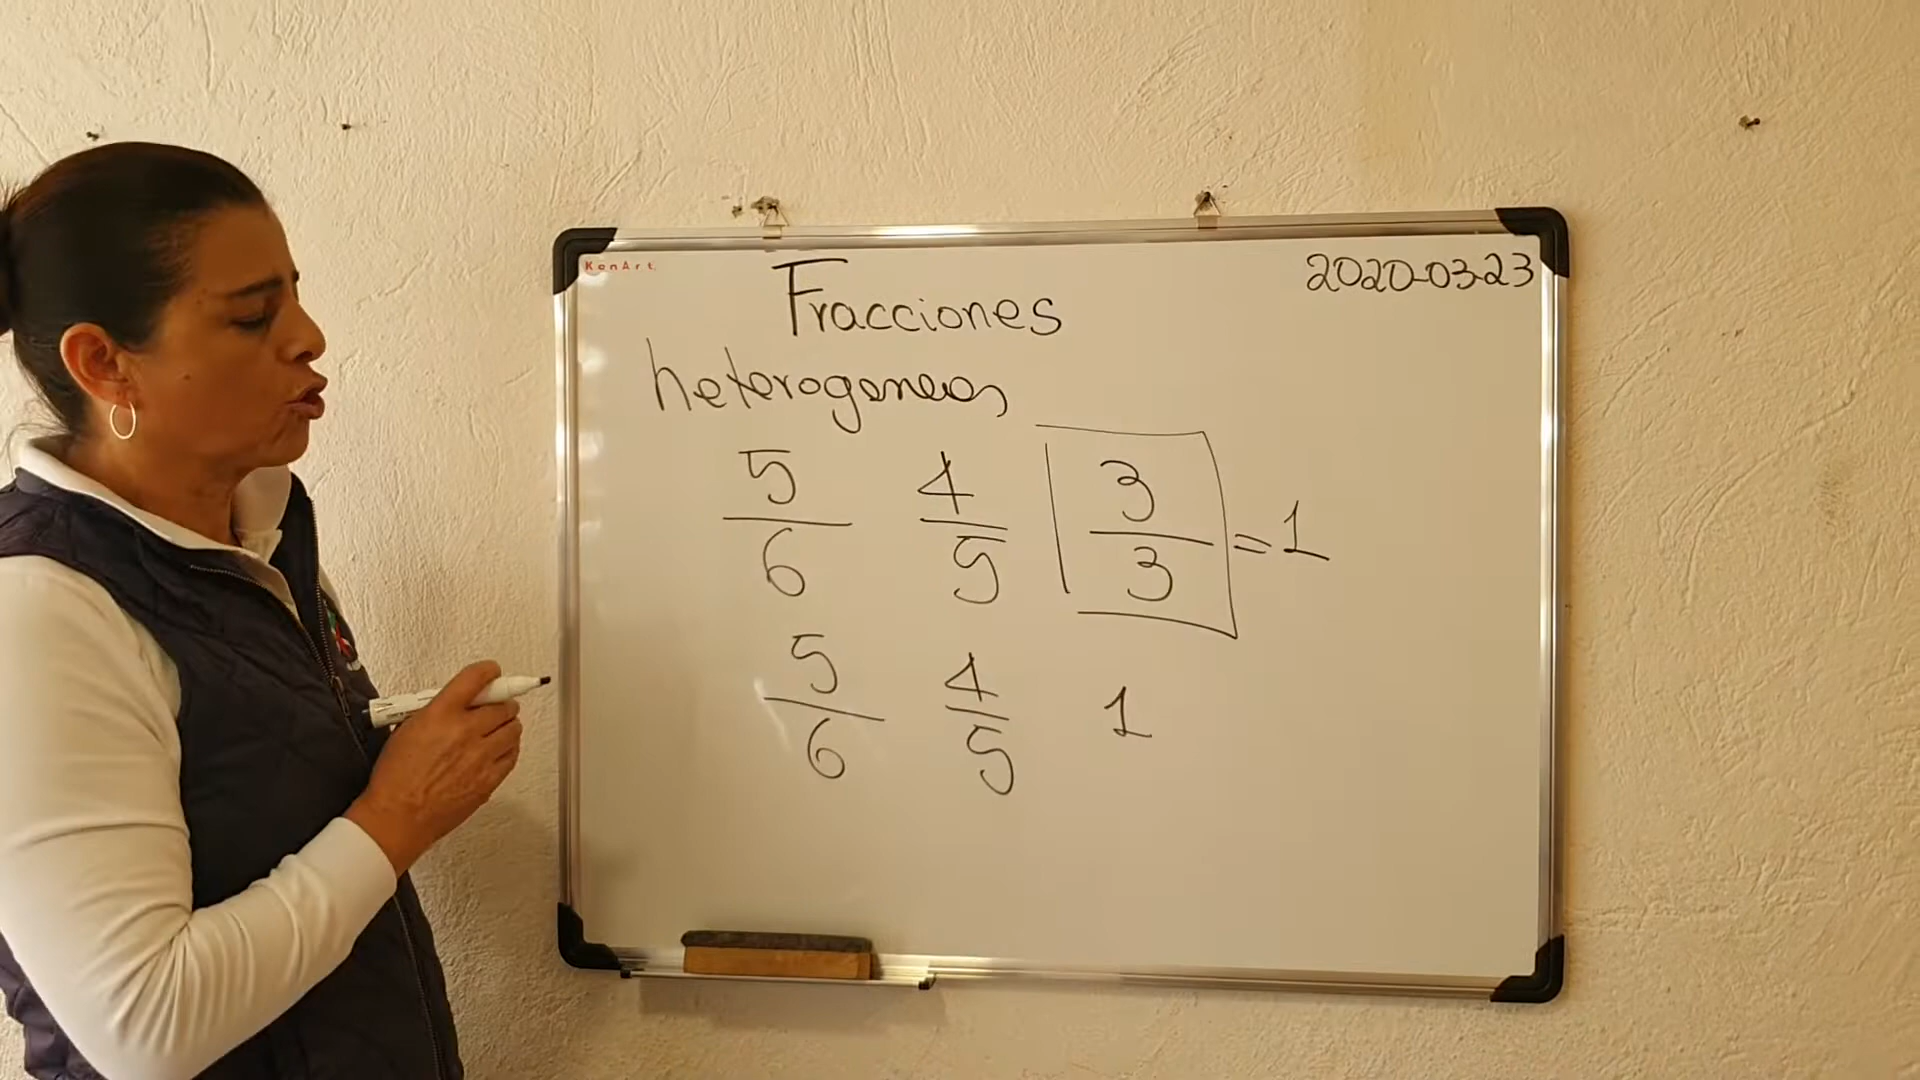 KonArt
2020-03-23
Fracciones
heterogeneas
5/6 4/5 3/3 = 1
5/6 4/5 1